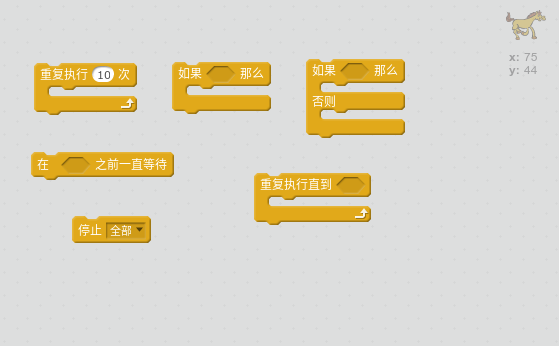 x: 75
y: 44
重复执行 10 次
如果 那么
如果 那么
否则
在 之前一直等待
重复执行直到
停止 全部